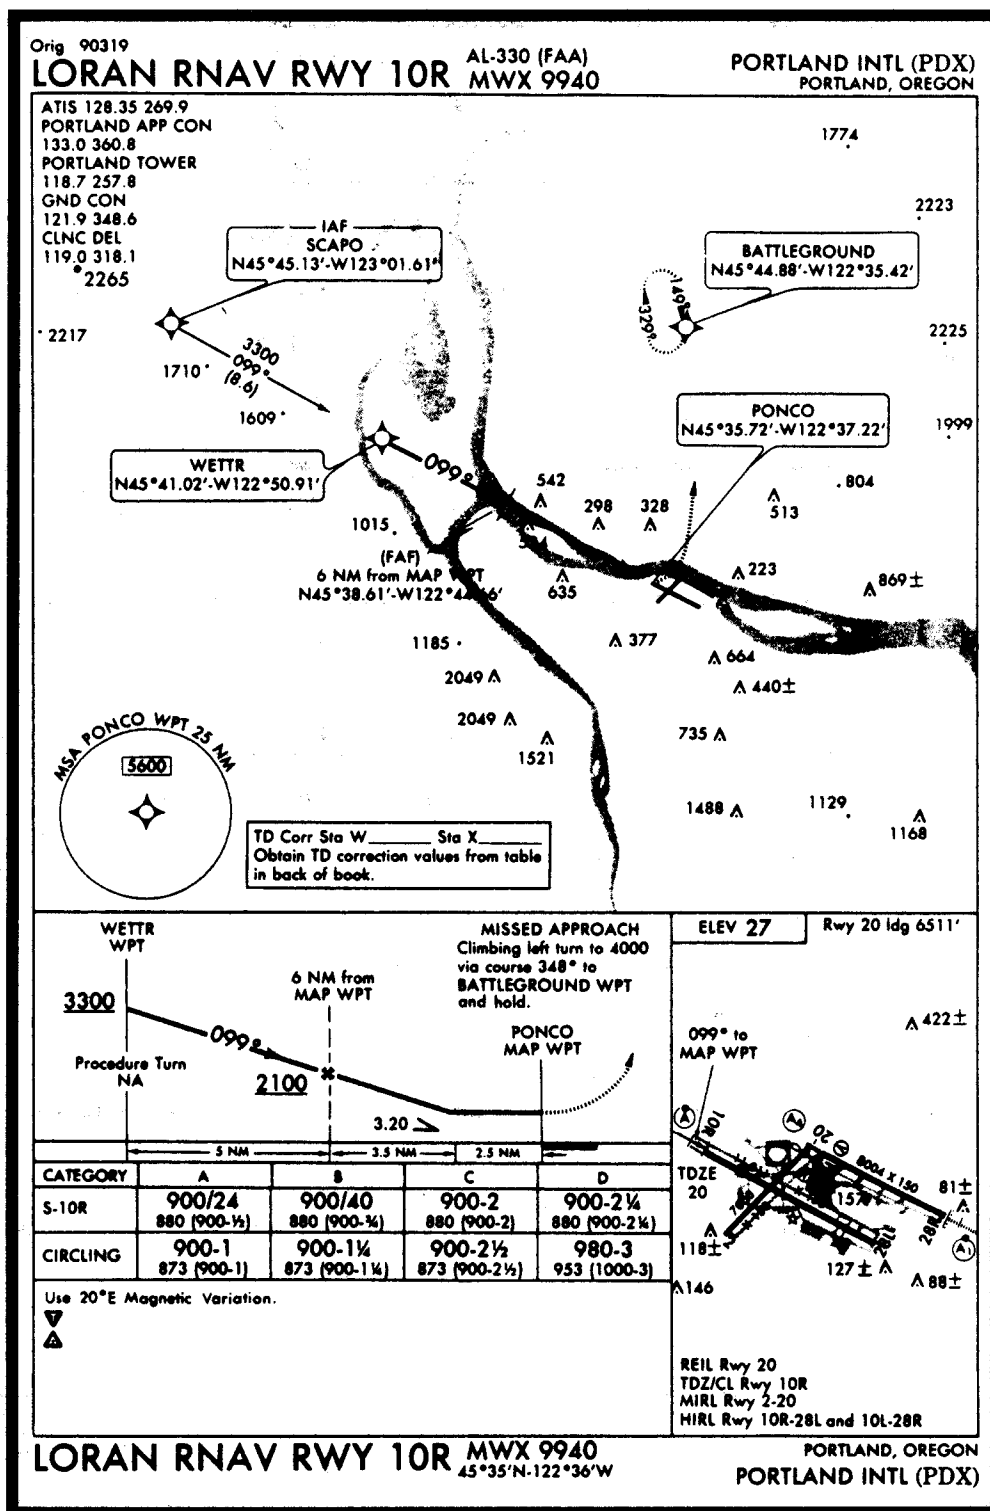 Orig 90319
LORAN RNAV RWY 10R
AL-330 (FAA)
MWX 9940
PORTLAND INTL (PDX)
PORTLAND, OREGON
ATIS 128.35 269.9
PORTLAND APP CON
133.0 360.8
PORTLAND TOWER
118.7 257.8
GND CON
121.9 348.6
CLNC DEL
119.0 318.1
2265
1774
2223
IAF
SCAPO
N45°45.13'-W123°01.61'
BATTLEGROUND
N45°44.88'-W122°35.42'
149°
329°
2217
2225
3300
099°
(8.6)
1710
1609
PONCO
N45°35.72'-W122°37.22'
1999
WETTR
N45°41.02'-W122°50.91'
099°
542
298
328
804
513
1015
(FAF)
6 NM from MAP WPT
N45°38.61'-W122°44. 6'
635
223
869±
377
1185
664
2049
440±
2049
735
1521
MSA PONCO WPT 25 NM
5600
1488
1129
1168
TD Corr Sta W______ Sta X______
Obtain TD correction values from table
in back of book.
WETTR
WPT
6 NM from
MAP WPT
MISSED APPROACH
Climbing left turn to 4000
via course 348° to
BATTLEGROUND WPT
and hold.
3300
099°
PONCO
MAP WPT
Procedure Turn
NA
2100
3.20
5 NM
3.5 NM
2.5 NM
CATEGORY A B C D
S-10R 900/24 900/40 900-2 900-2¼
880 (900-½) 880 (900-¾) 880 (900-2) 880 (900-2¼)
CIRCLING 900-1 900-1¼ 900-2½ 980-3
873 (900-1) 873 (900-1¼) 873 (900-2½) 953 (1000-3)
Use 20°E Magnetic Variation.
T
A
ELEV 27
Rwy 20 ldg 6511'
422±
099° to
MAP WPT
A
10R
A4
20
V
8004 X 150
TDZE
20
157
81±
2
28L
28R
118±
127±
A1
146
88±
REIL Rwy 20
TDZ/CL Rwy 10R
MIRL Rwy 2-20
HIRL Rwy 10R-28L and 10L-28R
LORAN RNAV RWY 10R
MWX 9940
45°35'N-122°36'W
PORTLAND, OREGON
PORTLAND INTL (PDX)